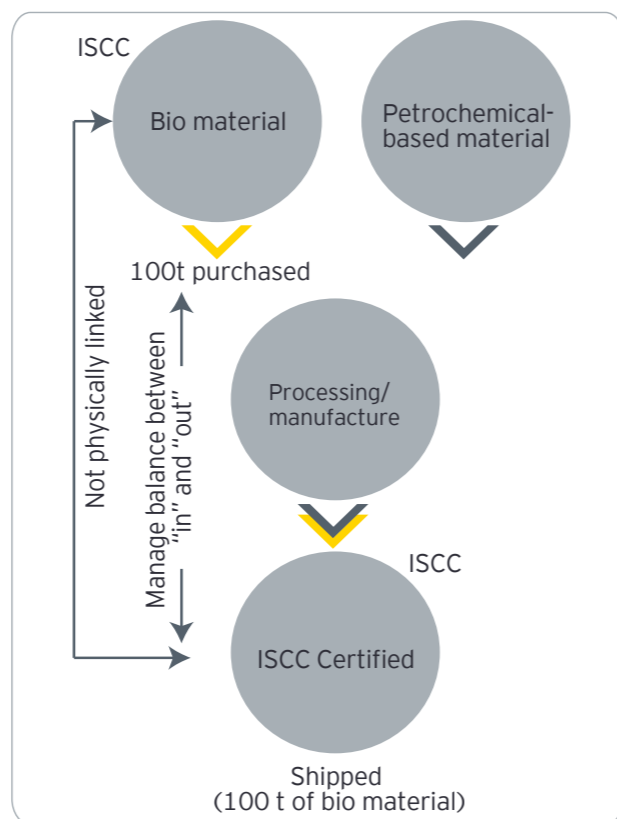 ISCC
Bio material
Petrochemical-
based material
100t purchased
Not physically linked
Manage balance between
“in” and “out”
Processing/
manufacture
ISCC
ISCC Certified
Shipped
(100 t of bio material)